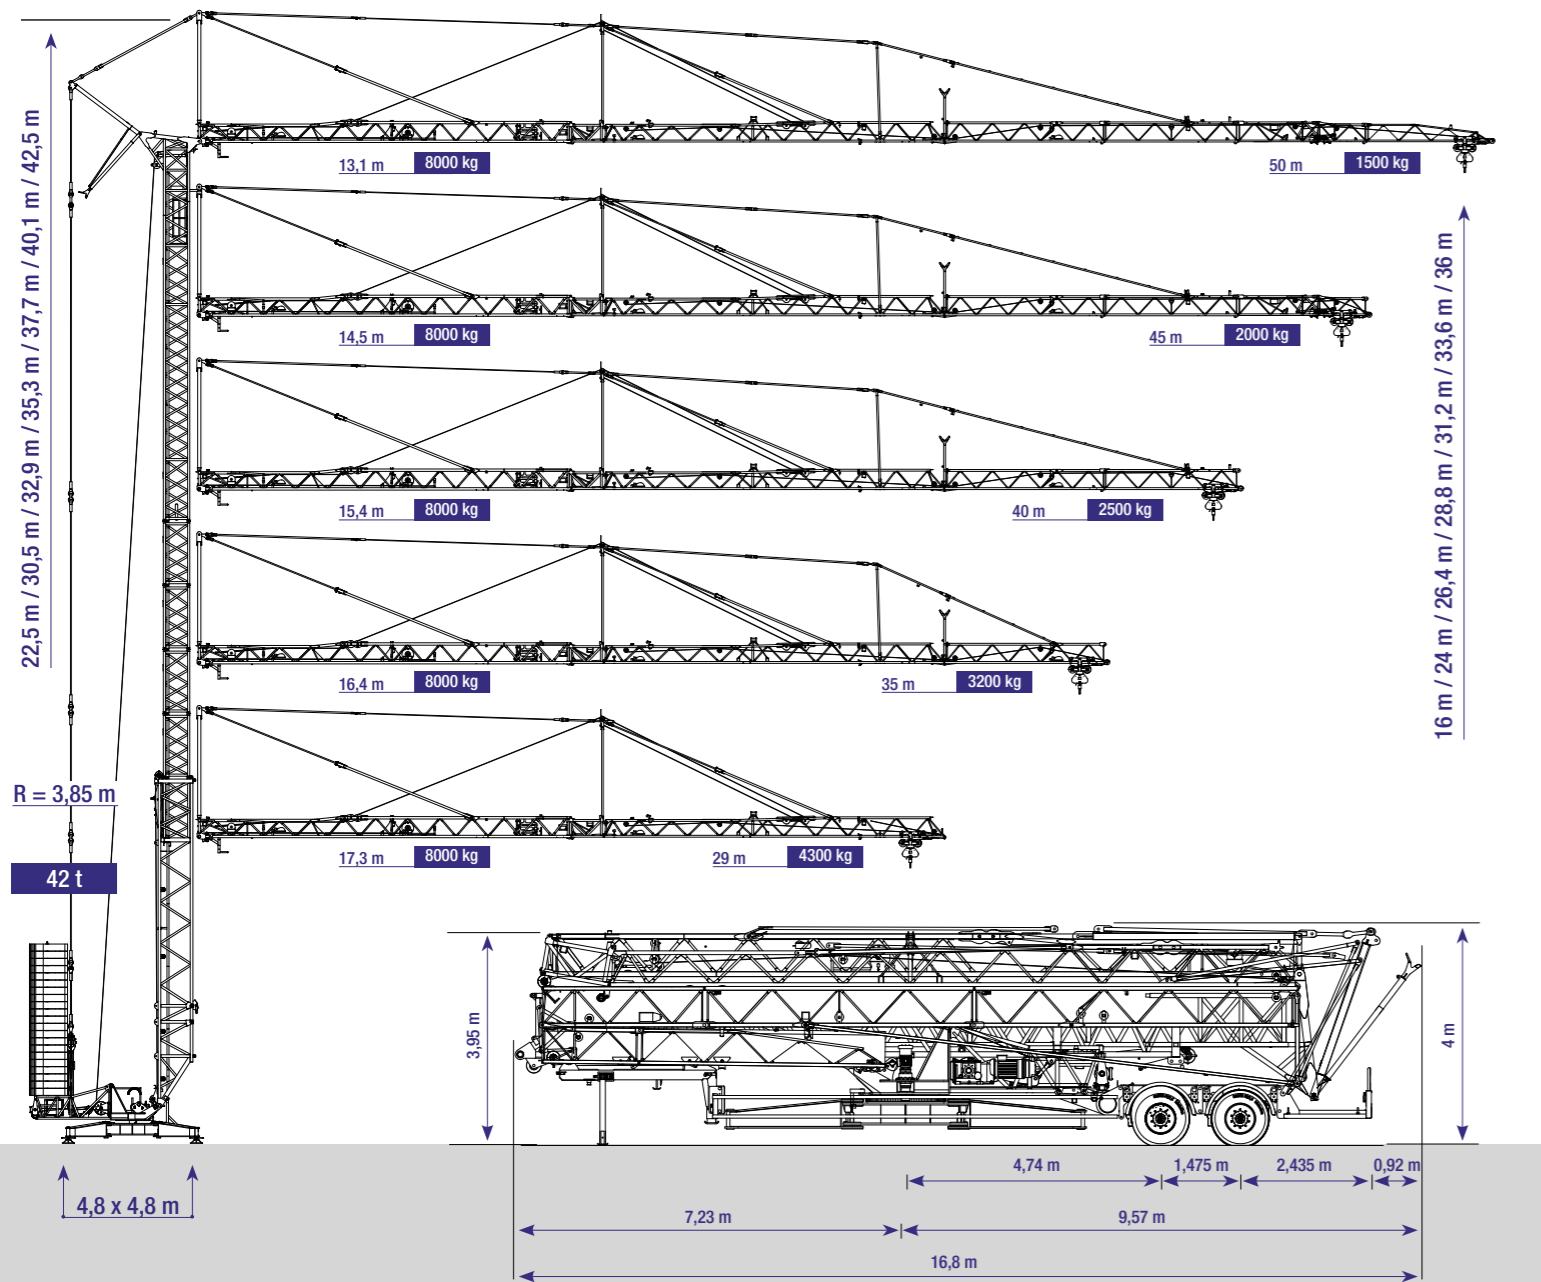 22,5 m / 30,5 m / 32,9 m / 35,3 m / 37,7 m / 40,1 m / 42,5 m
13,1 m 8000 kg 50 m 1500 kg
14,5 m 8000 kg 45 m 2000 kg
15,4 m 8000 kg 40 m 2500 kg
16,4 m 8000 kg 35 m 3200 kg
17,3 m 8000 kg 29 m 4300 kg
16 m / 24 m / 26,4 m / 28,8 m / 31,2 m / 33,6 m / 36 m
R = 3,85 m
42 t
4,8 x 4,8 m
3,95 m
4 m
4,74 m 1,475 m 2,435 m 0,92 m
7,23 m 9,57 m
16,8 m